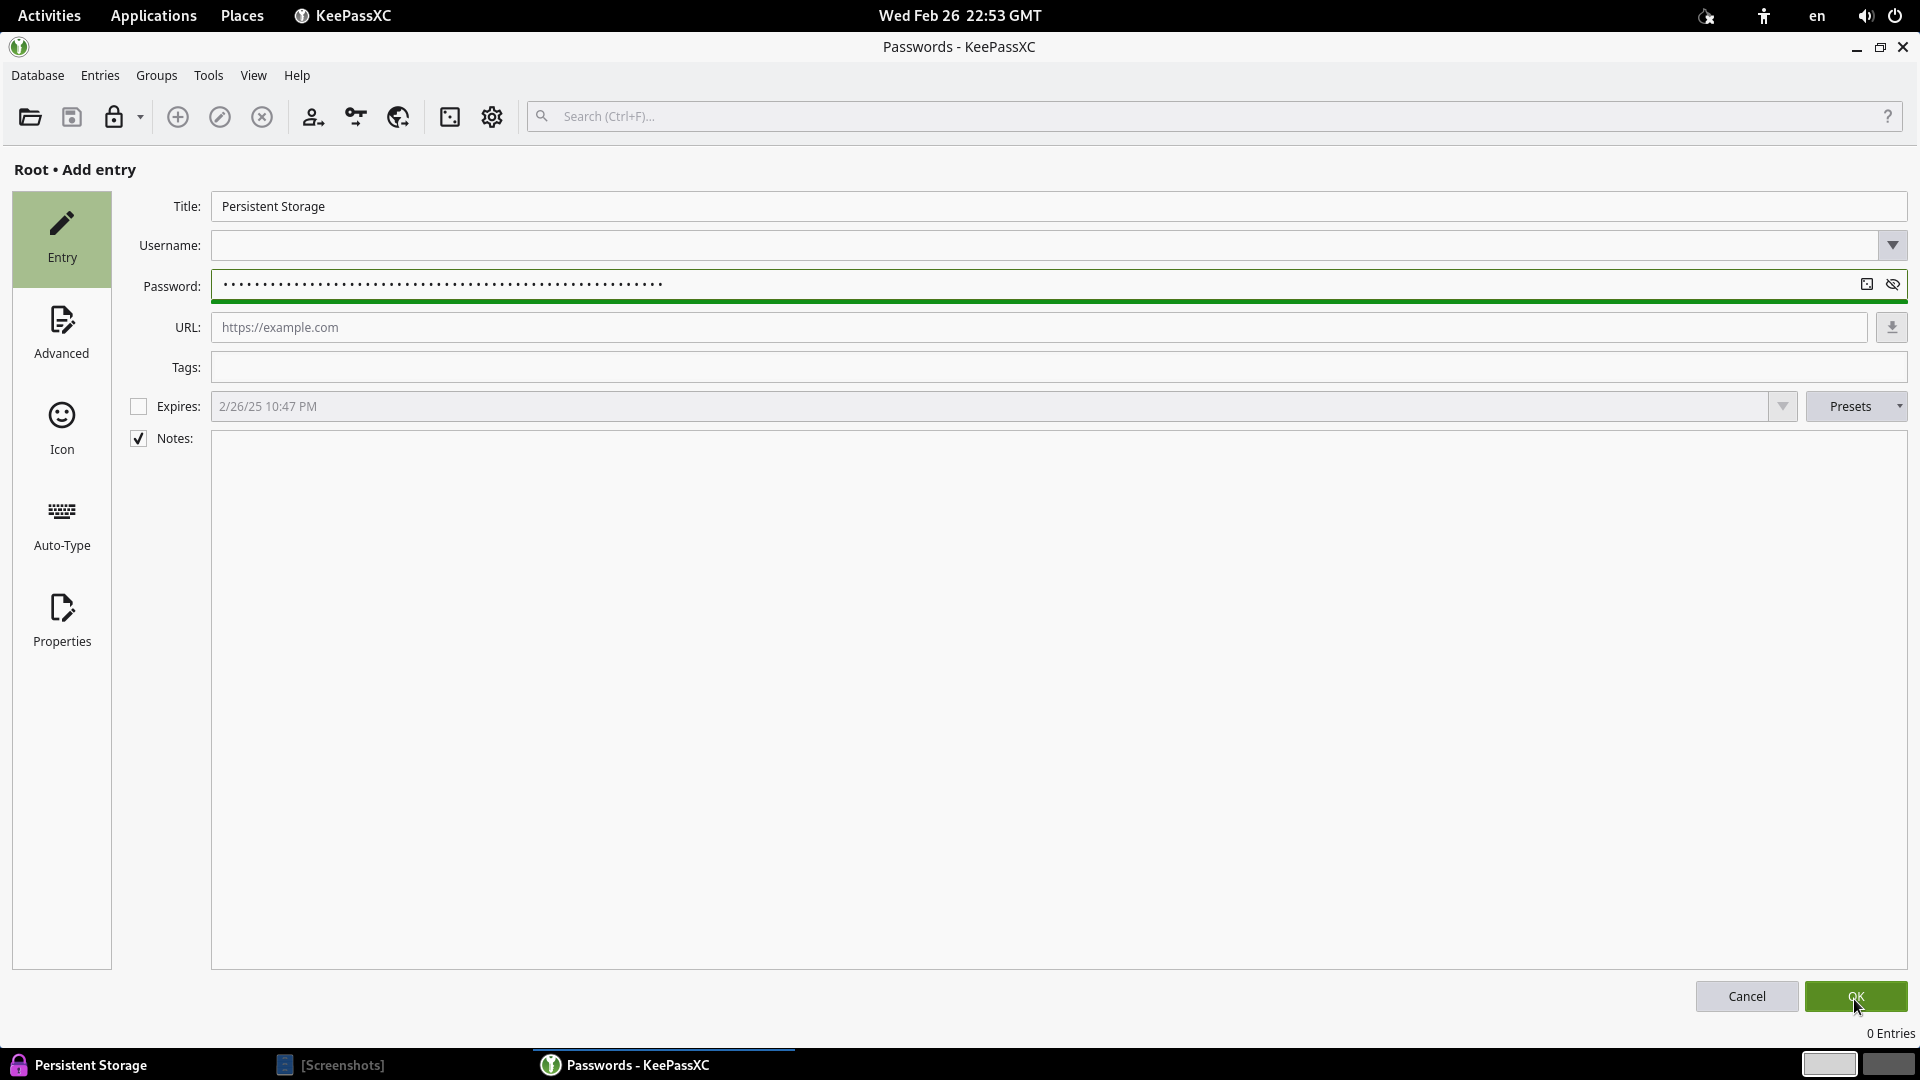 Activities Applications Places KeePassXC Wed Feb 26 22:53 GMT en
Passwords - KeePassXC
Database Entries Groups Tools View Help
Search (Ctrl+F)... ?
Root • Add entry
Title: Persistent Storage
Entry
Username:
Password: ••••••••••••••••••••••••••••••••••••••••••••••••••••••••
URL: https://example.com
Advanced
Tags:
Expires: 2/26/25 10:47 PM Presets
Notes:
Icon
Auto-Type
Properties
Cancel OK
0 Entries
Persistent Storage [Screenshots] Passwords - KeePassXC